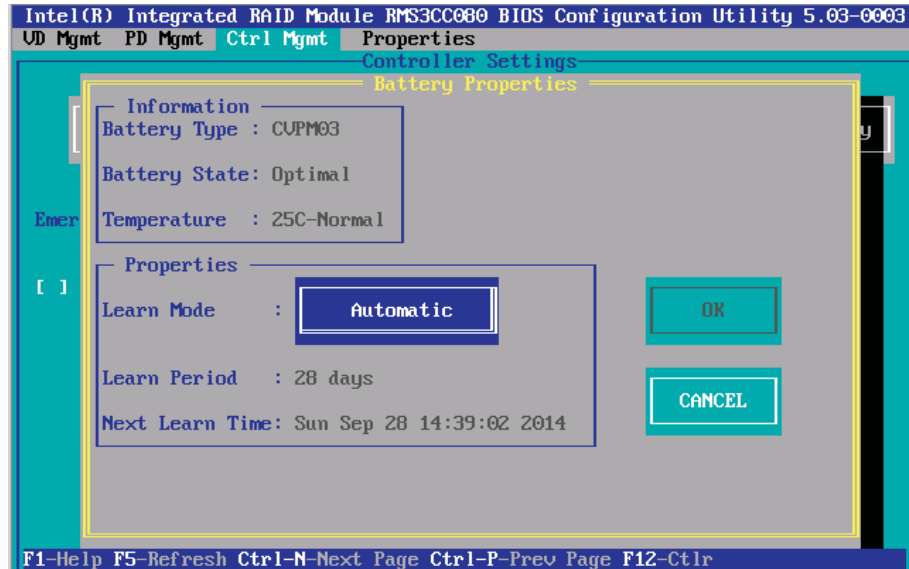 Intel(R) Integrated RAID Module RMS3CC080 BIOS Configuration Utility 5.03-0003
VD Mgmt PD Mgmt Ctrl Mgmt Properties
Controller Settings
Battery Properties
Information
Battery Type : CVPM03
y
Battery State: Optimal
Emer
Temperature : 25C-Normal
Properties
[ ]
Learn Mode : Automatic
OK
Learn Period : 28 days
CANCEL
Next Learn Time: Sun Sep 28 14:39:02 2014
F1-Help F5-Refresh Ctrl-N-Next Page Ctrl-P-Prev Page F12-Ctlr